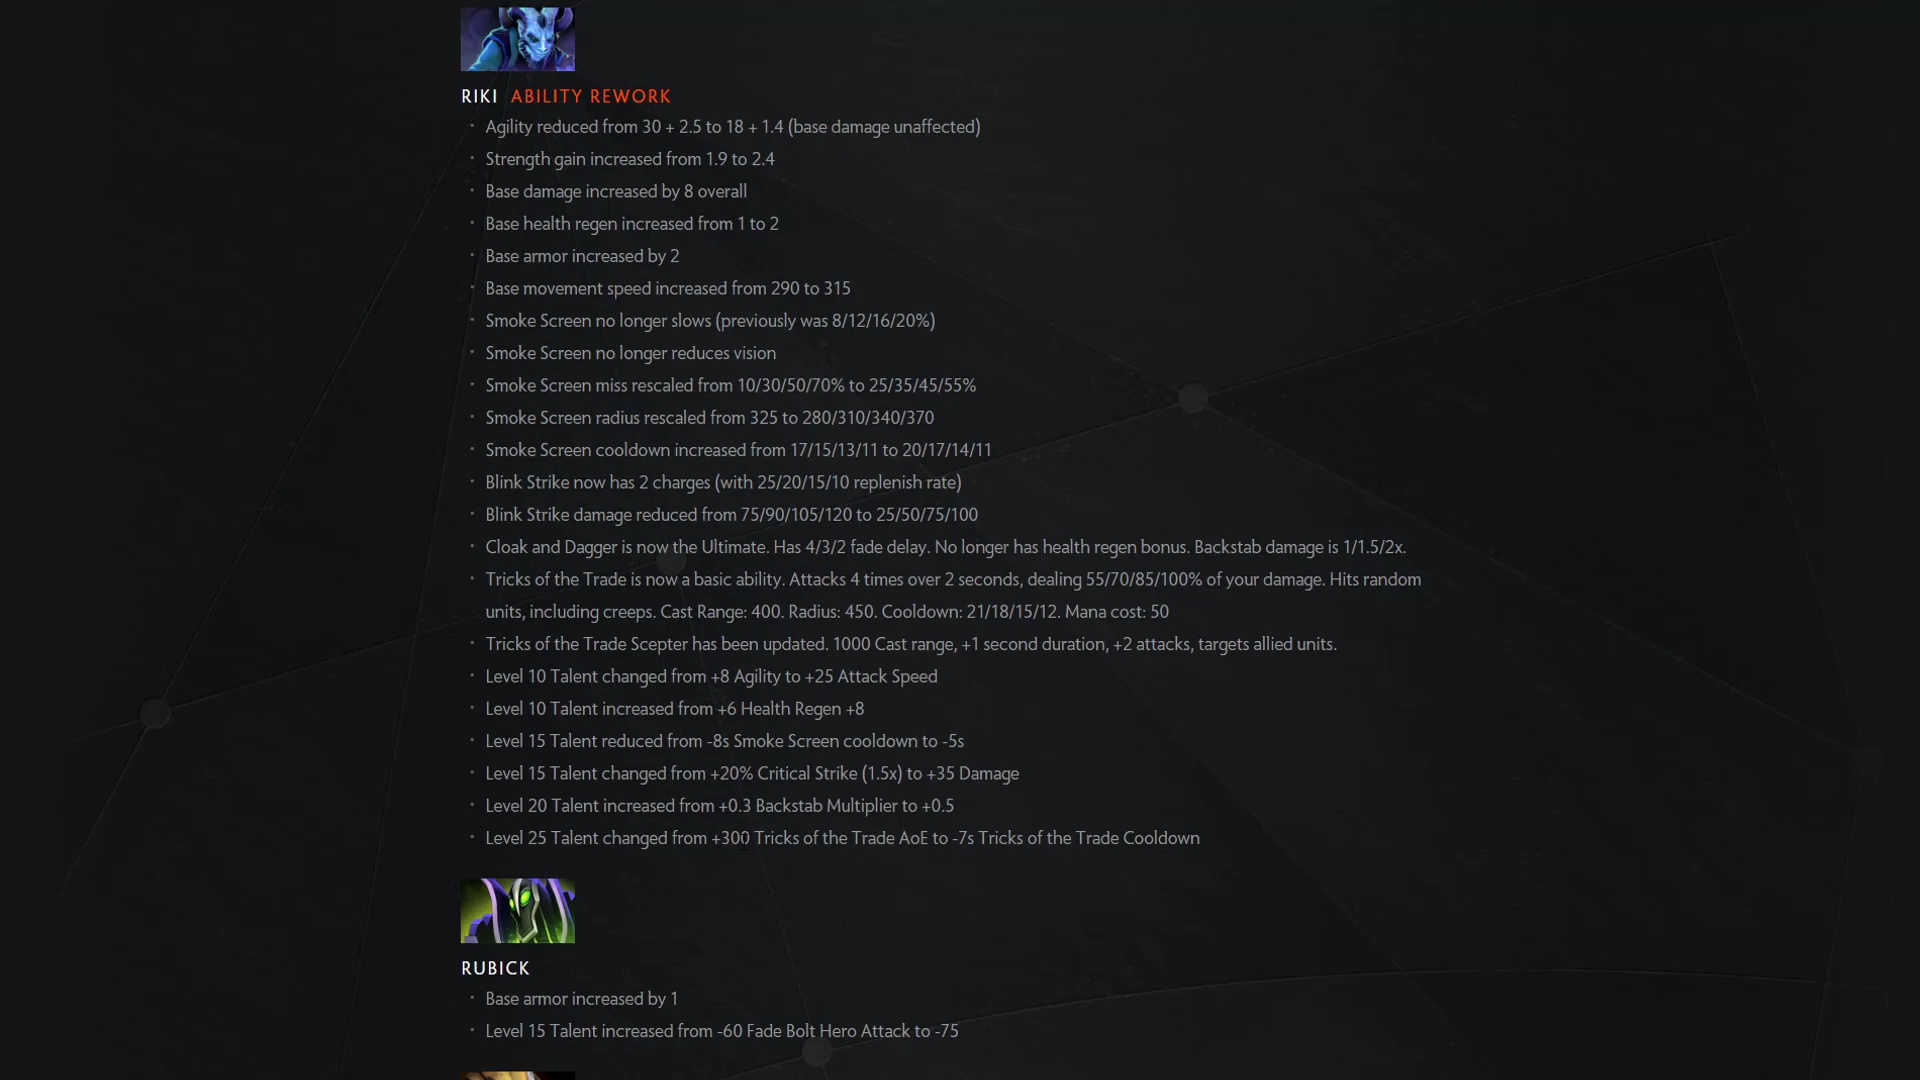 RIKI ABILITY REWORK
· Agility reduced from 30 + 2.5 to 18 + 1.4 (base damage unaffected)
· Strength gain increased from 1.9 to 2.4
· Base damage increased by 8 overall
· Base health regen increased from 1 to 2
· Base armor increased by 2
· Base movement speed increased from 290 to 315
· Smoke Screen no longer slows (previously was 8/12/16/20%)
· Smoke Screen no longer reduces vision
· Smoke Screen miss rescaled from 10/30/50/70% to 25/35/45/55%
· Smoke Screen radius rescaled from 325 to 280/310/340/370
· Smoke Screen cooldown increased from 17/15/13/11 to 20/17/14/11
· Blink Strike now has 2 charges (with 25/20/15/10 replenish rate)
· Blink Strike damage reduced from 75/90/105/120 to 25/50/75/100
· Cloak and Dagger is now the Ultimate. Has 4/3/2 fade delay. No longer has health regen bonus. Backstab damage is 1/1.5/2x.
· Tricks of the Trade is now a basic ability. Attacks 4 times over 2 seconds, dealing 55/70/85/100% of your damage. Hits random
units, including creeps. Cast Range: 400. Radius: 450. Cooldown: 21/18/15/12. Mana cost: 50
· Tricks of the Trade Scepter has been updated. 1000 Cast range, +1 second duration, +2 attacks, targets allied units.
· Level 10 Talent changed from +8 Agility to +25 Attack Speed
· Level 10 Talent increased from +6 Health Regen +8
· Level 15 Talent reduced from -8s Smoke Screen cooldown to -5s
· Level 15 Talent changed from +20% Critical Strike (1.5x) to +35 Damage
· Level 20 Talent increased from +0.3 Backstab Multiplier to +0.5
· Level 25 Talent changed from +300 Tricks of the Trade AoE to -7s Tricks of the Trade Cooldown
RUBICK
· Base armor increased by 1
· Level 15 Talent increased from -60 Fade Bolt Hero Attack to -75